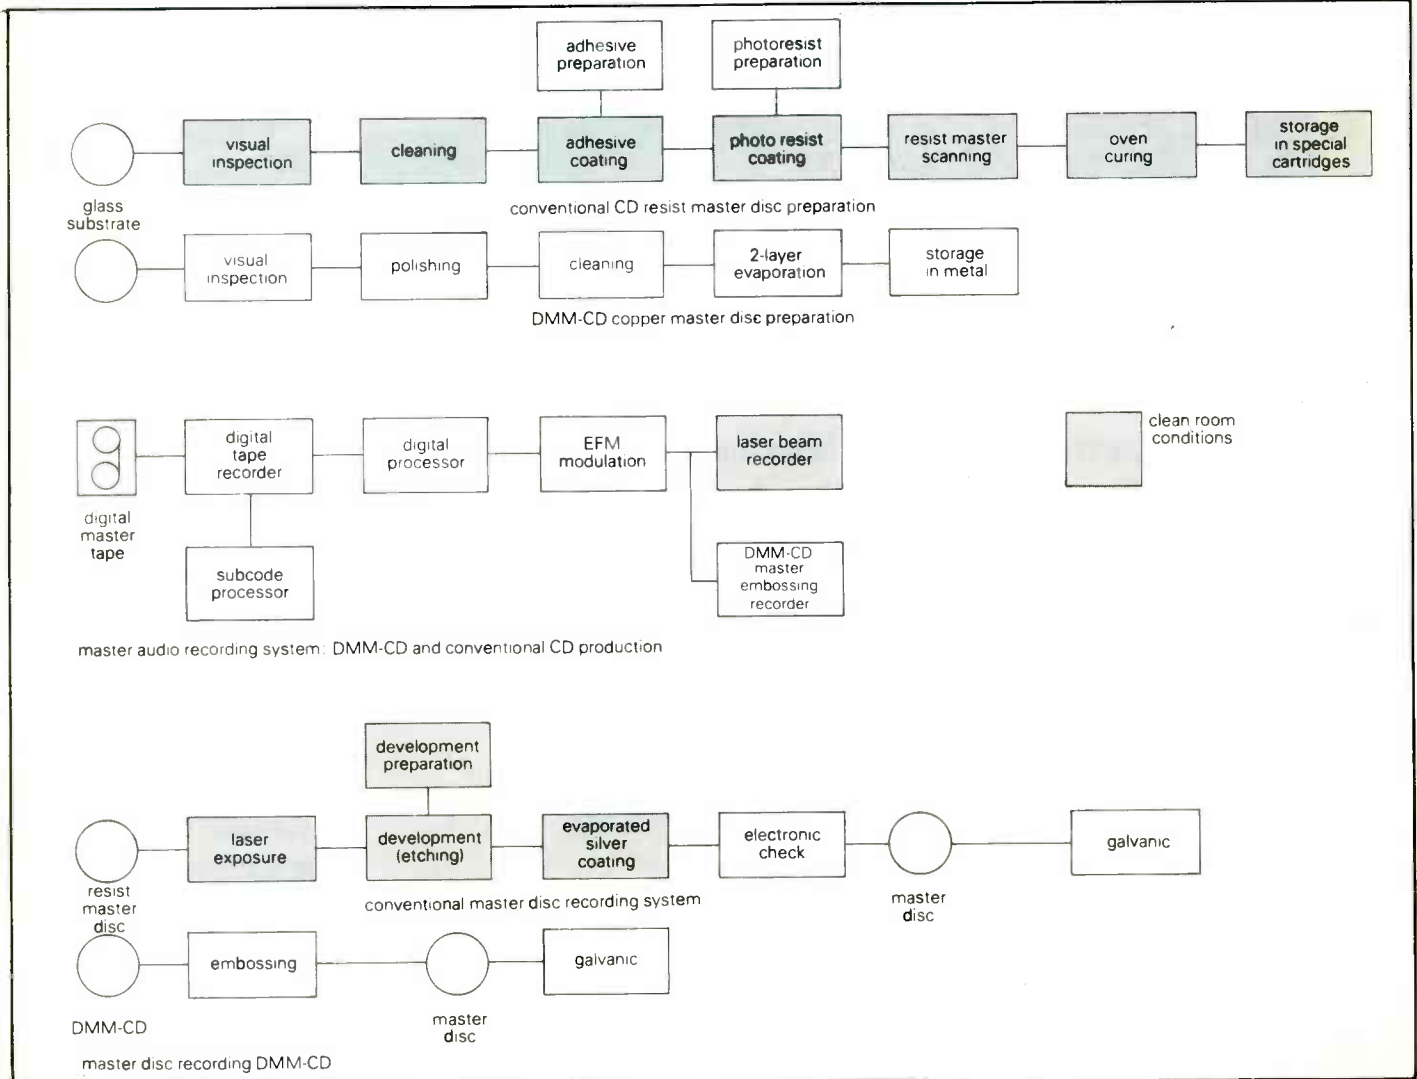 adhesive
preparation
photoresist
preparation
visual
inspection
cleaning
adhesive
coating
photo resist
coating
resist master
scanning
oven
curing
storage
in special
cartridges
glass
substrate
conventional CD resist master disc preparation
visual
inspection
polishing
cleaning
2-layer
evaporation
storage
in metal
DMM-CD copper master disc preparation
digital
tape
recorder
digital
processor
EFM
modulation
laser beam
recorder
clean room
conditions
digital
master
tape
subcode
processor
DMM-CD
master
embossing
recorder
master audio recording system: DMM-CD and conventional CD production
development
preparation
laser
exposure
development
(etching)
evaporated
silver
coating
electronic
check
galvanic
resist
master
disc
conventional master disc recording system
master
disc
embossing
galvanic
DMM-CD
master
disc
master disc recording DMM-CD